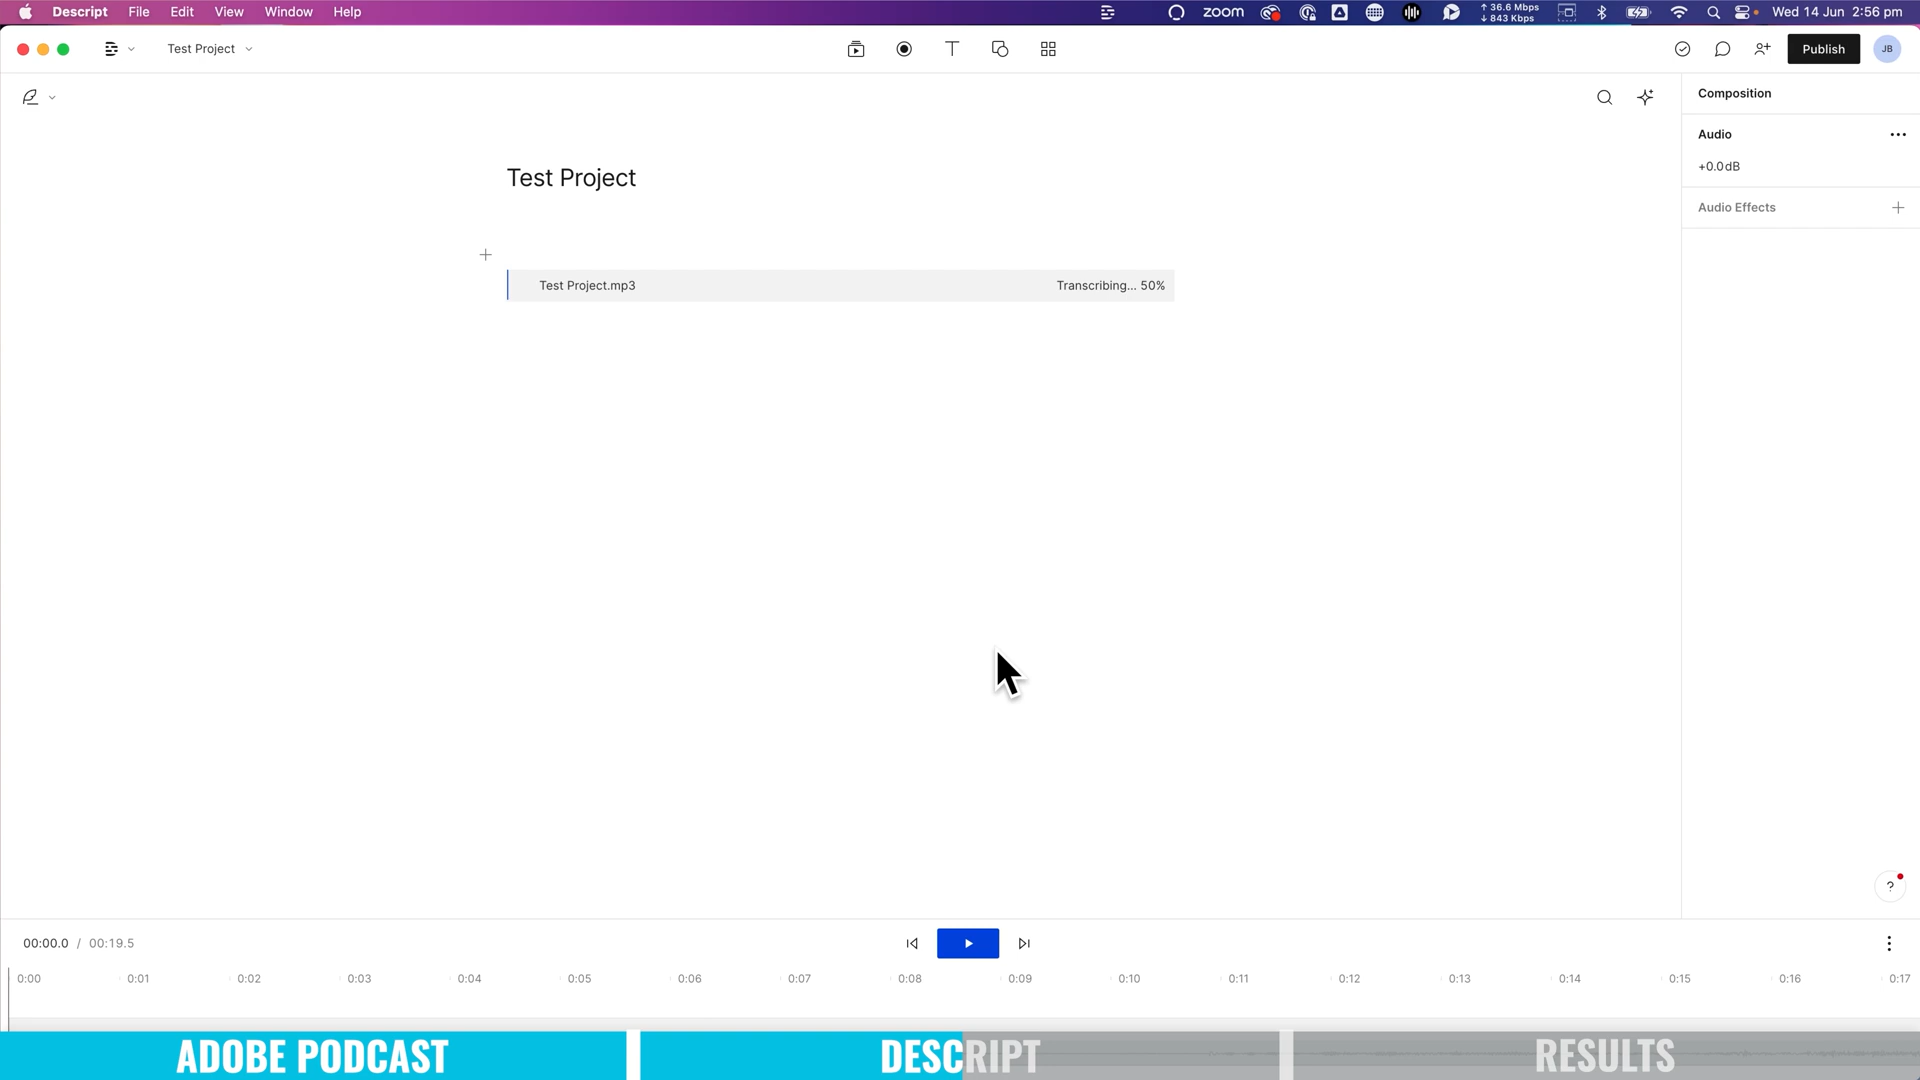 Descript File Edit View Window Help
zoom
↑ 36.6 Mbps
↓ 843 Kbps
Wed 14 Jun 2:56 pm
Test Project
Publish
JB
Composition
Audio
+0.0dB
Audio Effects
Test Project
Test Project.mp3 Transcribing... 50%
?
00:00.0 / 00:19.5
0:00 0:01 0:02 0:03 0:04 0:05 0:06 0:07 0:08 0:09 0:10 0:11 0:12 0:13 0:14 0:15 0:16 0:17
ADOBE PODCAST DESCRIPT RESULTS